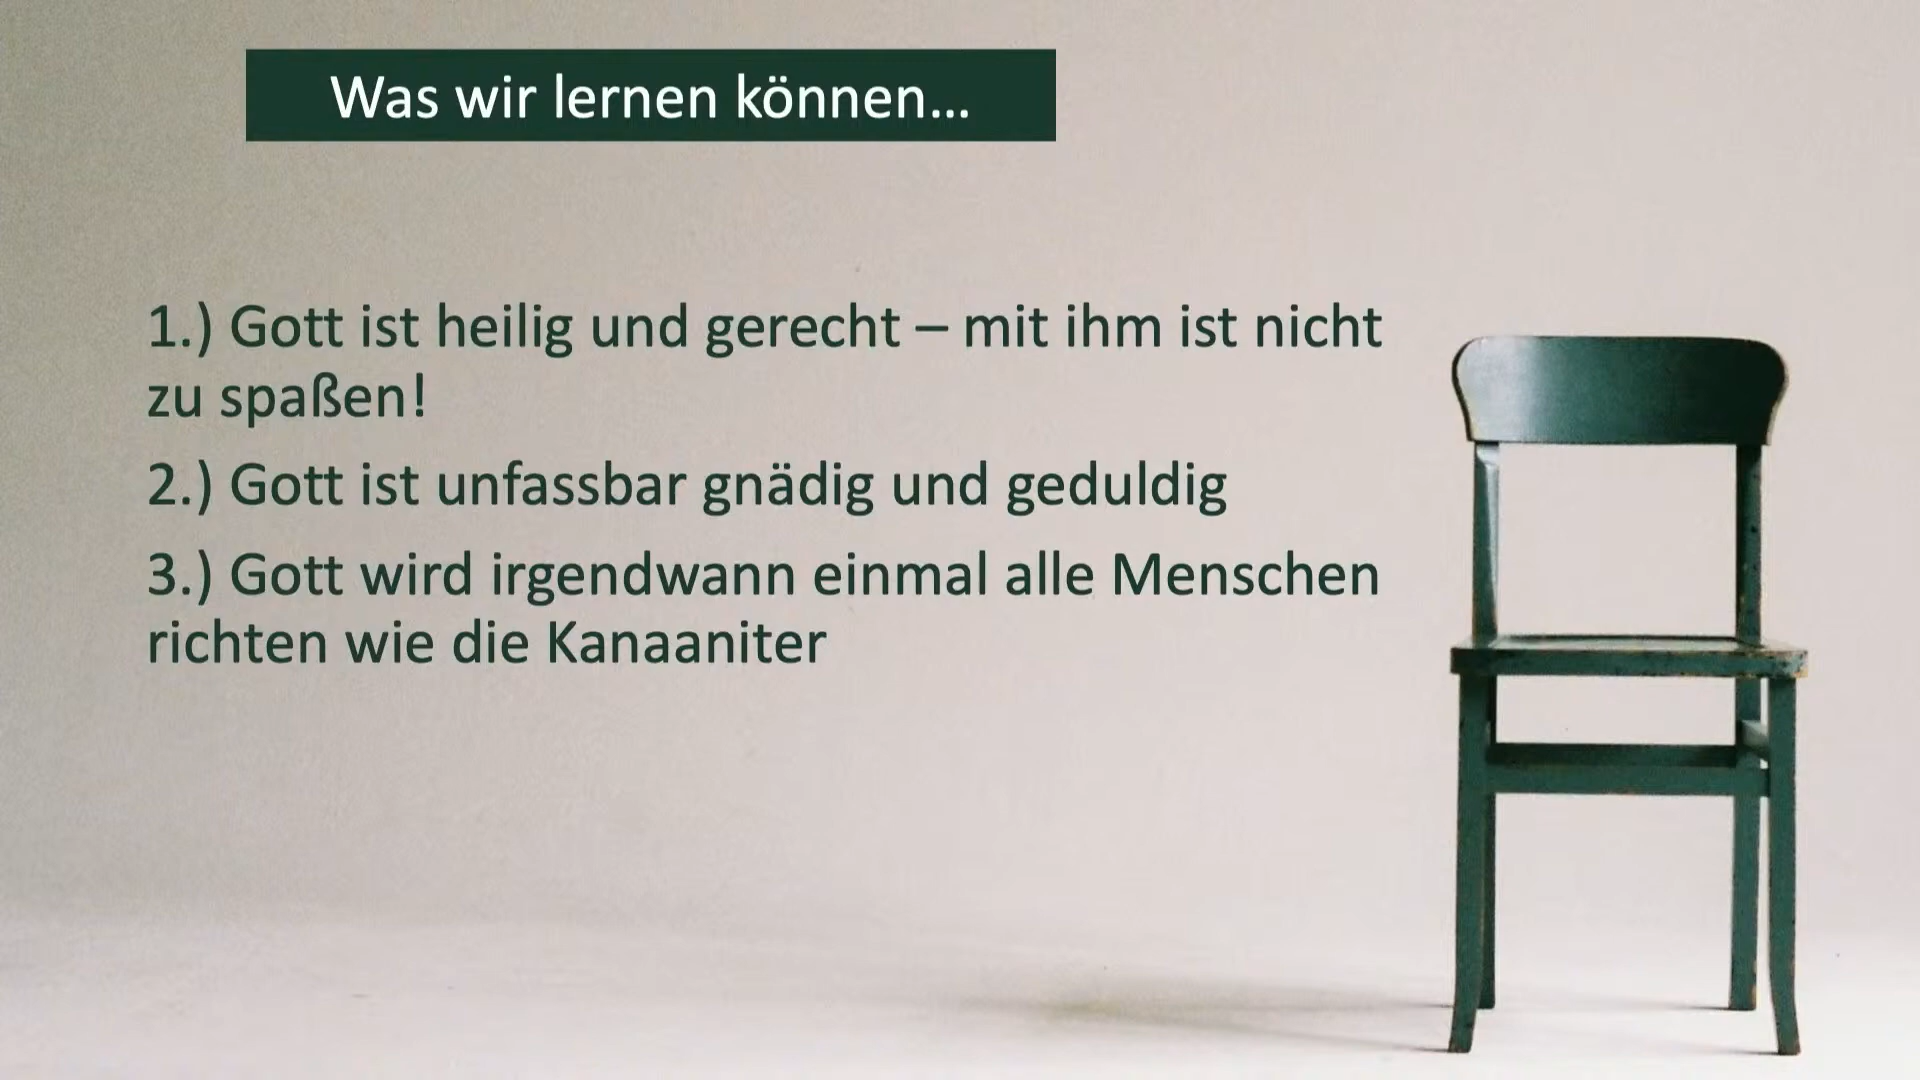 Was wir lernen können...
1.) Gott ist heilig und gerecht – mit ihm ist nicht
zu spaßen!
2.) Gott ist unfassbar gnädig und geduldig
3.) Gott wird irgendwann einmal alle Menschen
richten wie die Kanaaniter